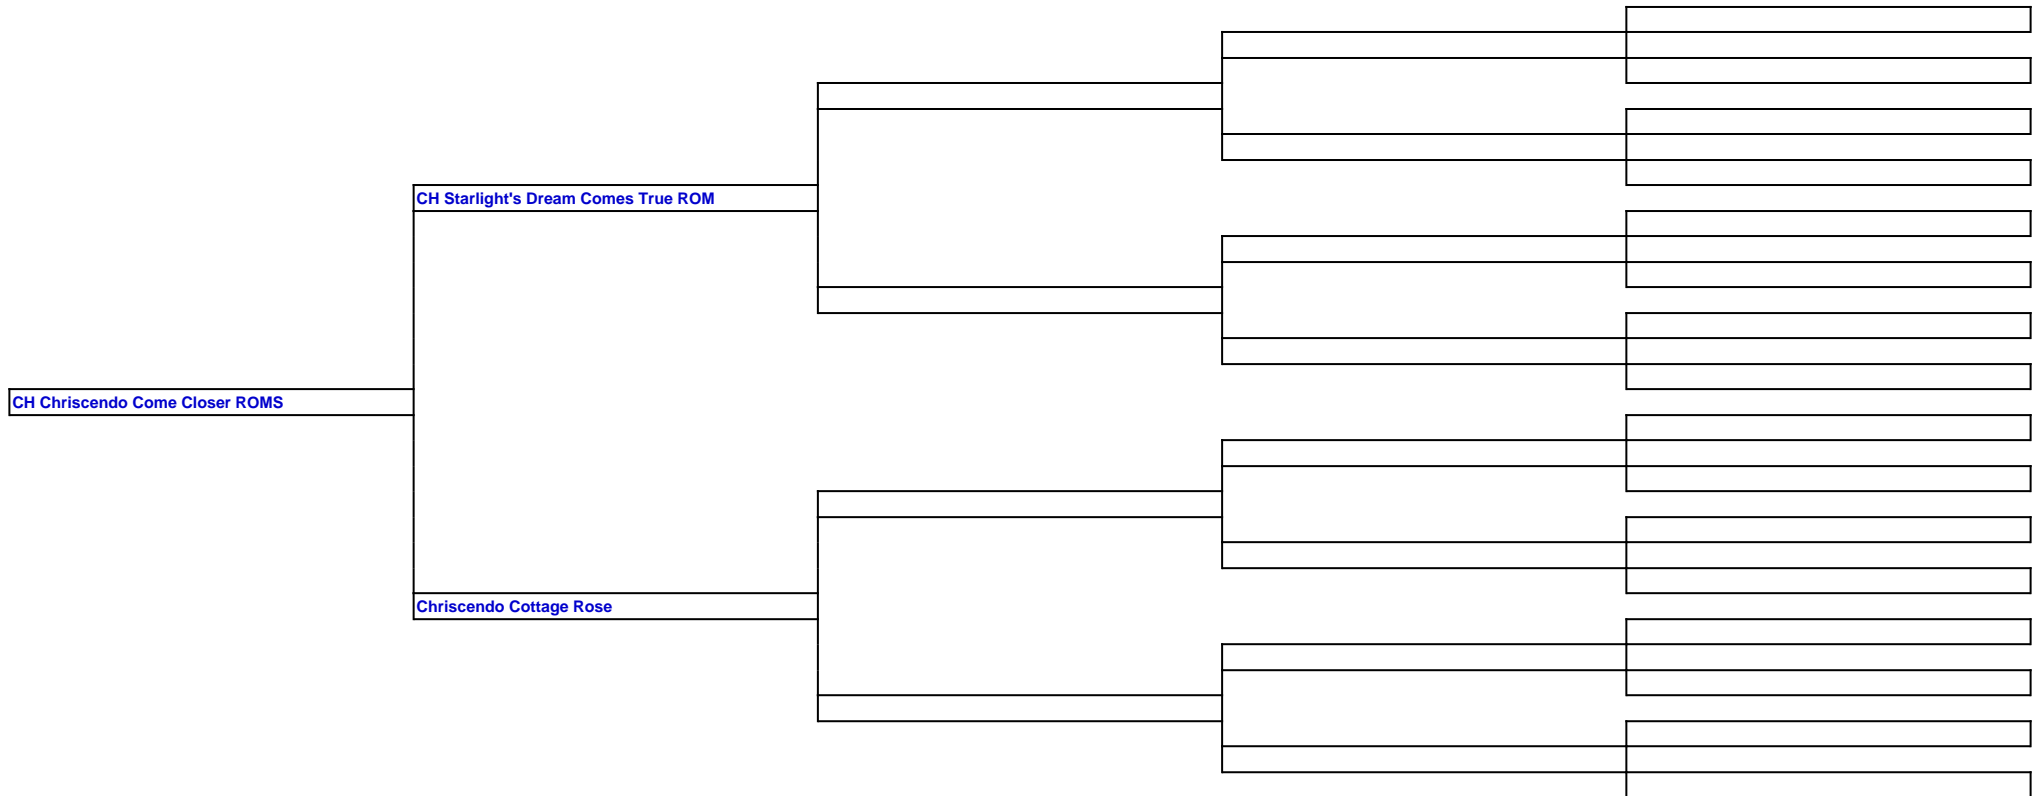 CH Starlight's Dream Comes True ROM
CH Chriscendo Come Closer ROMS
Chriscendo Cottage Rose